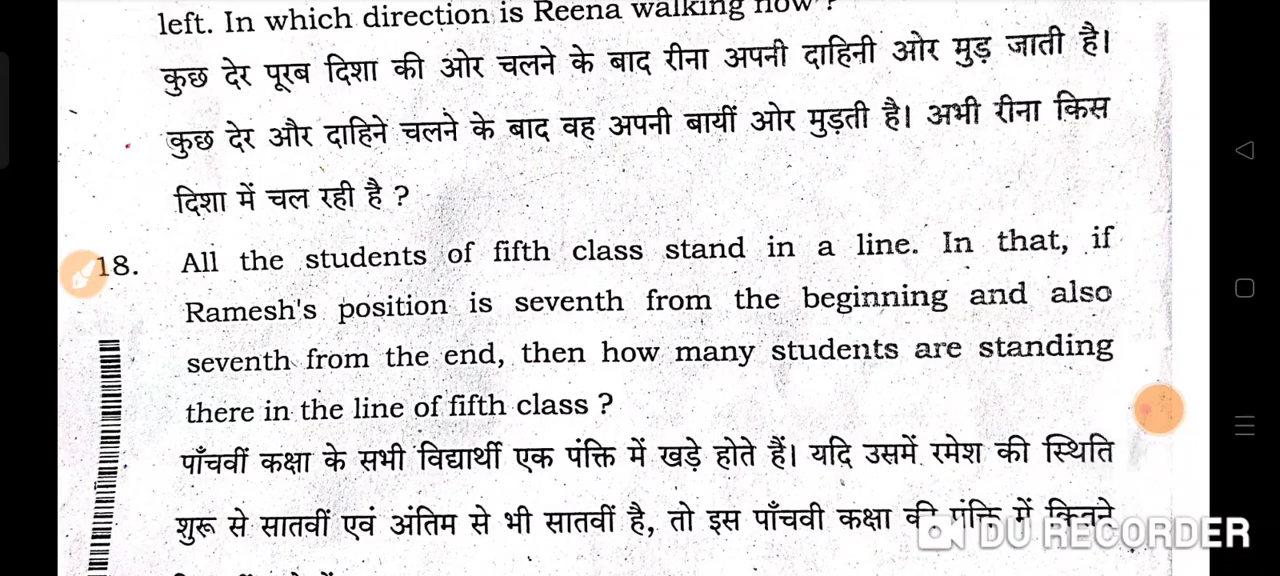 left. In which direction is Reena walking now ?
कुछ देर पूरब दिशा की ओर चलने के बाद रीना अपनी दाहिनी ओर मुड़ जाती है।
कुछ देर और दाहिने चलने के बाद वह अपनी बायीं ओर मुड़ती है। अभी रीना किस
दिशा में चल रही है ?
18. All the students of fifth class stand in a line. In that, if
Ramesh's position is seventh from the beginning and also
seventh from the end, then how many students are standing
there in the line of fifth class ?
पाँचवीं कक्षा के सभी विद्यार्थी एक पंक्ति में खड़े होते हैं। यदि उसमें रमेश की स्थिति
शुरू से सातवीं एवं अंतिम से भी सातवीं है, तो इस पाँचवी कक्षा की पंक्ति में कितने
DU RECORDER